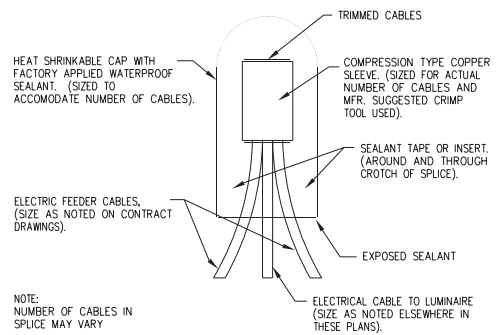 TRIMMED CABLES
HEAT SHRINKABLE CAP WITH
FACTORY APPLIED WATERPROOF
SEALANT. (SIZED TO
ACCOMODATE NUMBER OF CABLES).
COMPRESSION TYPE COPPER
SLEEVE. (SIZED FOR ACTUAL
NUMBER OF CABLES AND
MFR. SUGGESTED CRIMP
TOOL USED).
SEALANT TAPE OR INSERT.
(AROUND AND THROUGH
CROTCH OF SPLICE).
ELECTRIC FEEDER CABLES,
(SIZE AS NOTED ON CONTRACT
DRAWINGS).
EXPOSED SEALANT
NOTE:
NUMBER OF CABLES IN
SPLICE MAY VARY
ELECTRICAL CABLE TO LUMINAIRE
(SIZE AS NOTED ELSEWHERE IN
THESE PLANS).